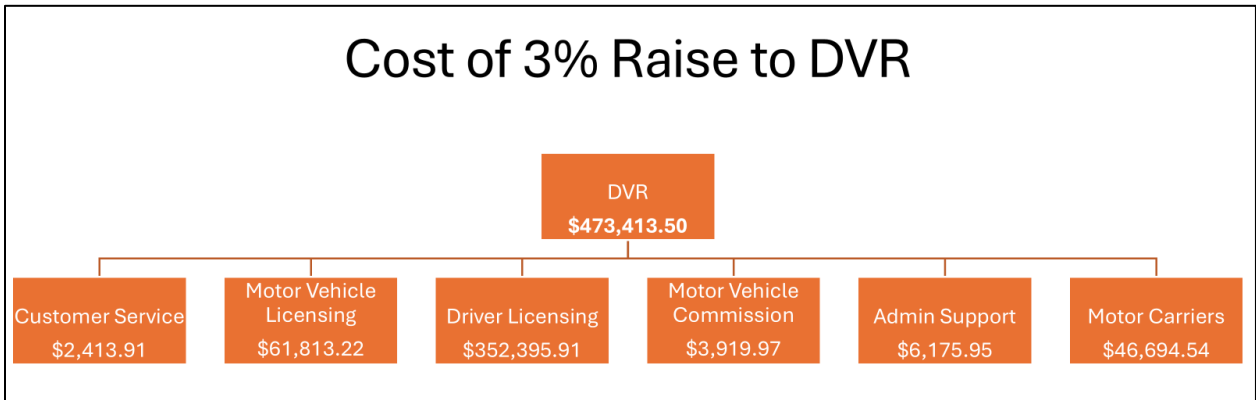 Cost of 3% Raise to DVR
DVR
$473,413.50
Customer Service
$2,413.91
Motor Vehicle
Licensing
$61,813.22
Driver Licensing
$352,395.91
Motor Vehicle
Commission
$3,919.97
Admin Support
$6,175.95
Motor Carriers
$46,694.54